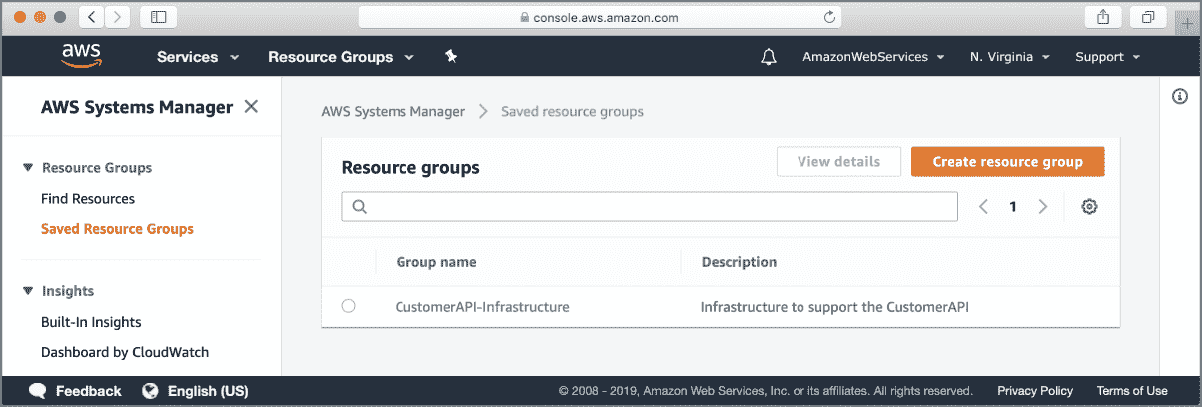 console.aws.amazon.com
aws Services Resource Groups AmazonWebServices N. Virginia Support
AWS Systems Manager
AWS Systems Manager > Saved resource groups
Resource Groups
Find Resources
Saved Resource Groups
Insights
Built-In Insights
Dashboard by CloudWatch
Resource groups View details Create resource group
1
Group name Description
CustomerAPI-Infrastructure Infrastructure to support the CustomerAPI
Feedback English (US) © 2008 - 2019, Amazon Web Services, Inc. or its affiliates. All rights reserved. Privacy Policy Terms of Use